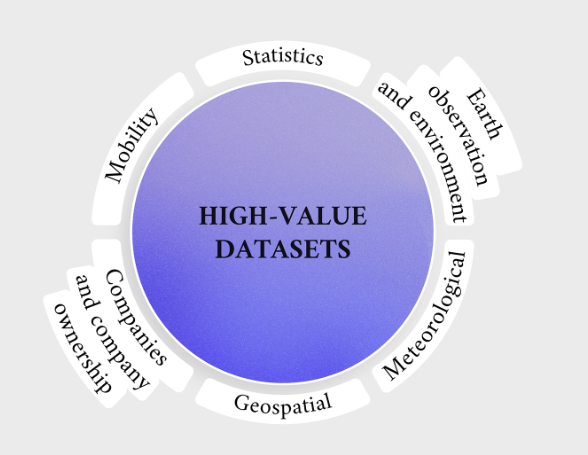 HIGH-VALUE
DATASETS
Statistics
Earth
observation
and environment
Meteorological
Geospatial
Companies
and company
ownership
Mobility